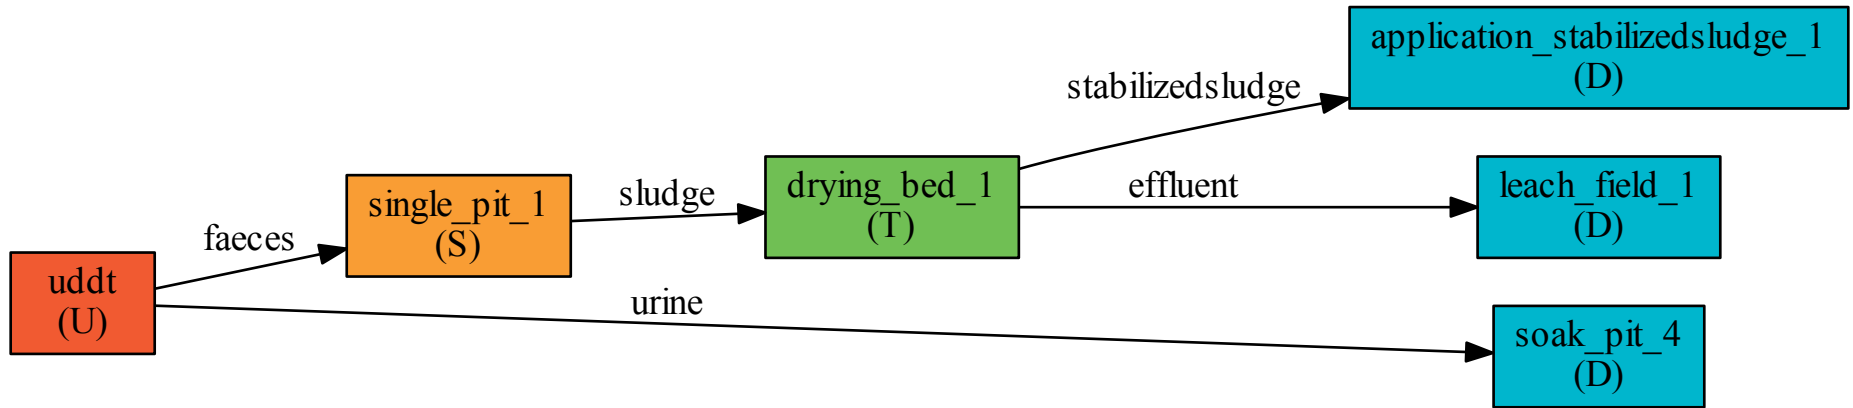 uddt
(U)
faeces
urine
single_pit_1
(S)
sludge
drying_bed_1
(T)
stabilizedsludge
effluent
application_stabilizedsludge_1
(D)
leach_field_1
(D)
soak_pit_4
(D)